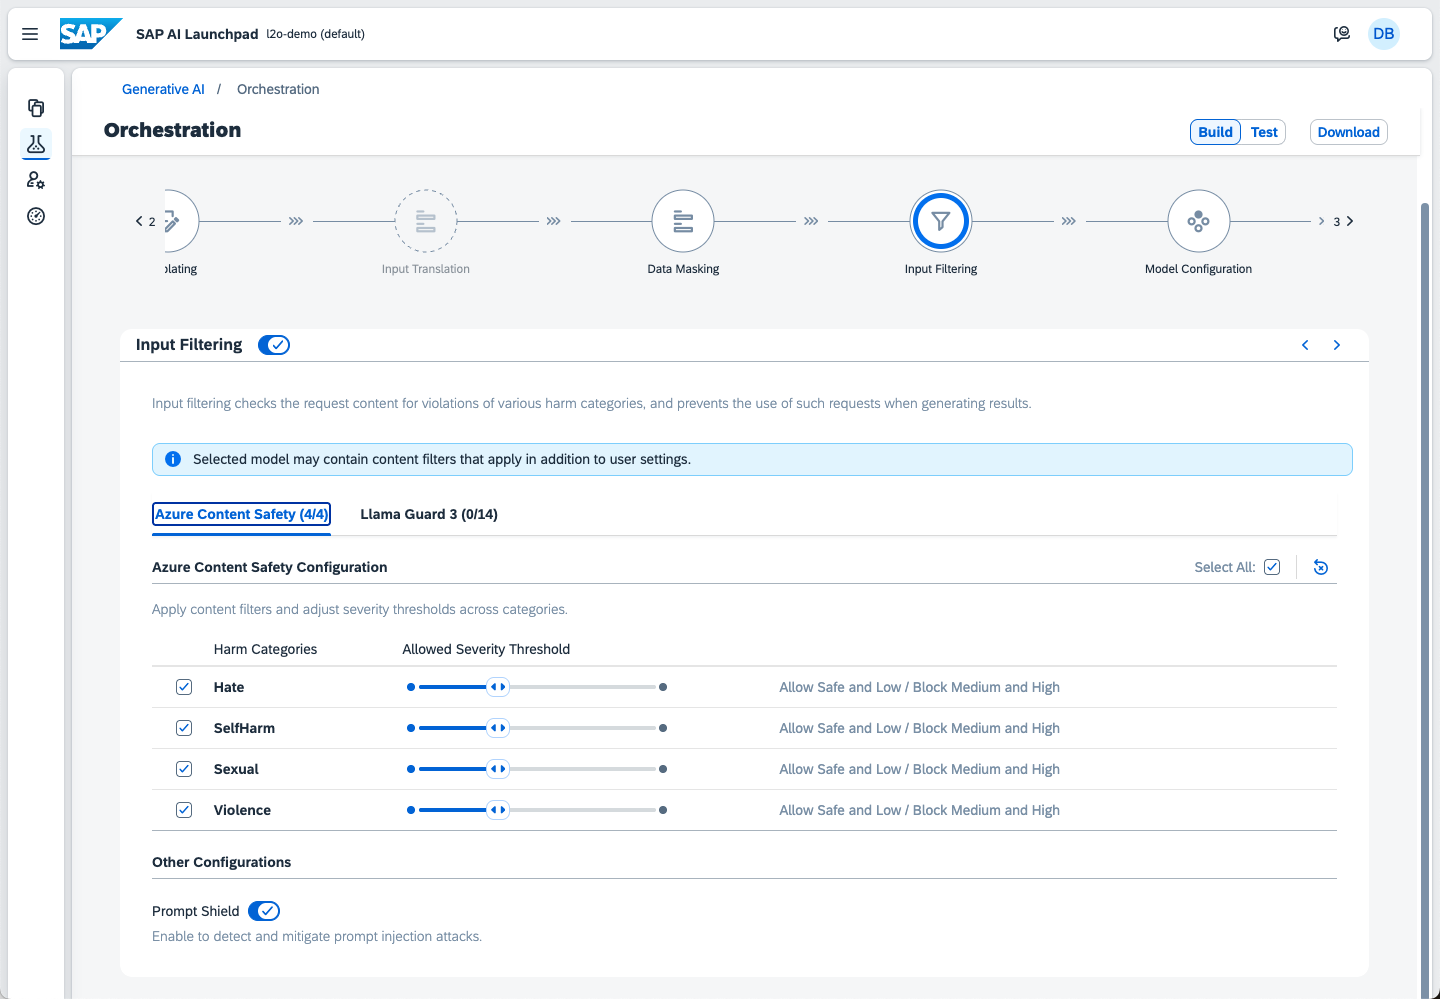 SAP SAP AI Launchpad l2o-demo (default) DB
Generative AI / Orchestration
Orchestration Build Test Download
2 3
plating Input Translation Data Masking Input Filtering Model Configuration
Input Filtering
Input filtering checks the request content for violations of various harm categories, and prevents the use of such requests when generating results.
Selected model may contain content filters that apply in addition to user settings.
Azure Content Safety (4/4) Llama Guard 3 (0/14)
Azure Content Safety Configuration Select All:
Apply content filters and adjust severity thresholds across categories.
Harm Categories Allowed Severity Threshold
Hate Allow Safe and Low / Block Medium and High
SelfHarm Allow Safe and Low / Block Medium and High
Sexual Allow Safe and Low / Block Medium and High
Violence Allow Safe and Low / Block Medium and High
Other Configurations
Prompt Shield
Enable to detect and mitigate prompt injection attacks.